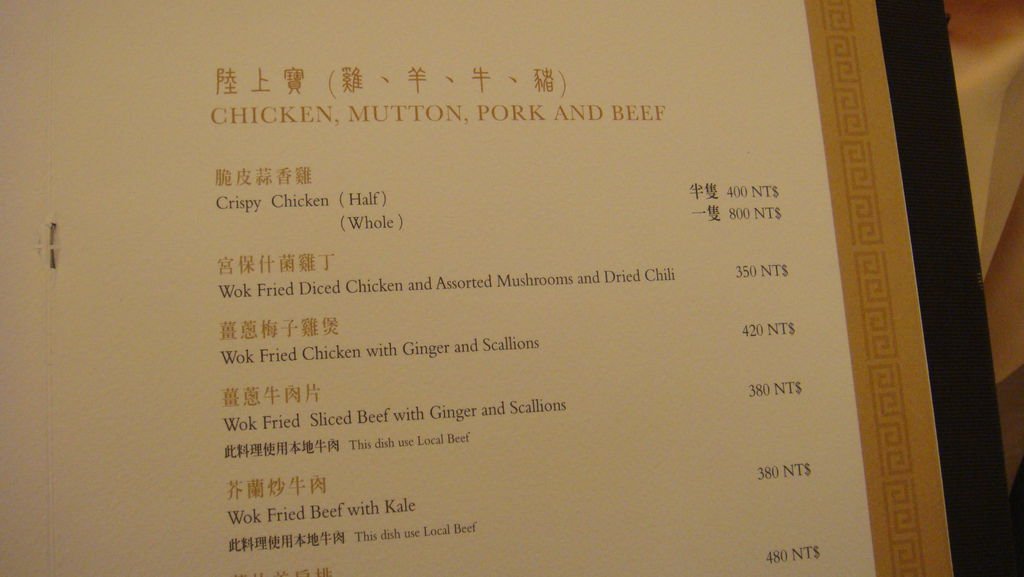 陸上寶 (雞、羊、牛、豬)
CHICKEN, MUTTON, PORK AND BEEF
脆皮蒜香雞
Crispy Chicken (Half) 半隻 400 NT$
(Whole) 一隻 800 NT$
宮保什菌雞丁
Wok Fried Diced Chicken and Assorted Mushrooms and Dried Chili 350 NT$
薑蔥梅子雞煲
Wok Fried Chicken with Ginger and Scallions 420 NT$
薑蔥牛肉片
Wok Fried Sliced Beef with Ginger and Scallions 380 NT$
此料理使用本地牛肉 This dish use Local Beef
芥蘭炒牛肉
Wok Fried Beef with Kale 380 NT$
此料理使用本地牛肉 This dish use Local Beef
480 NT$